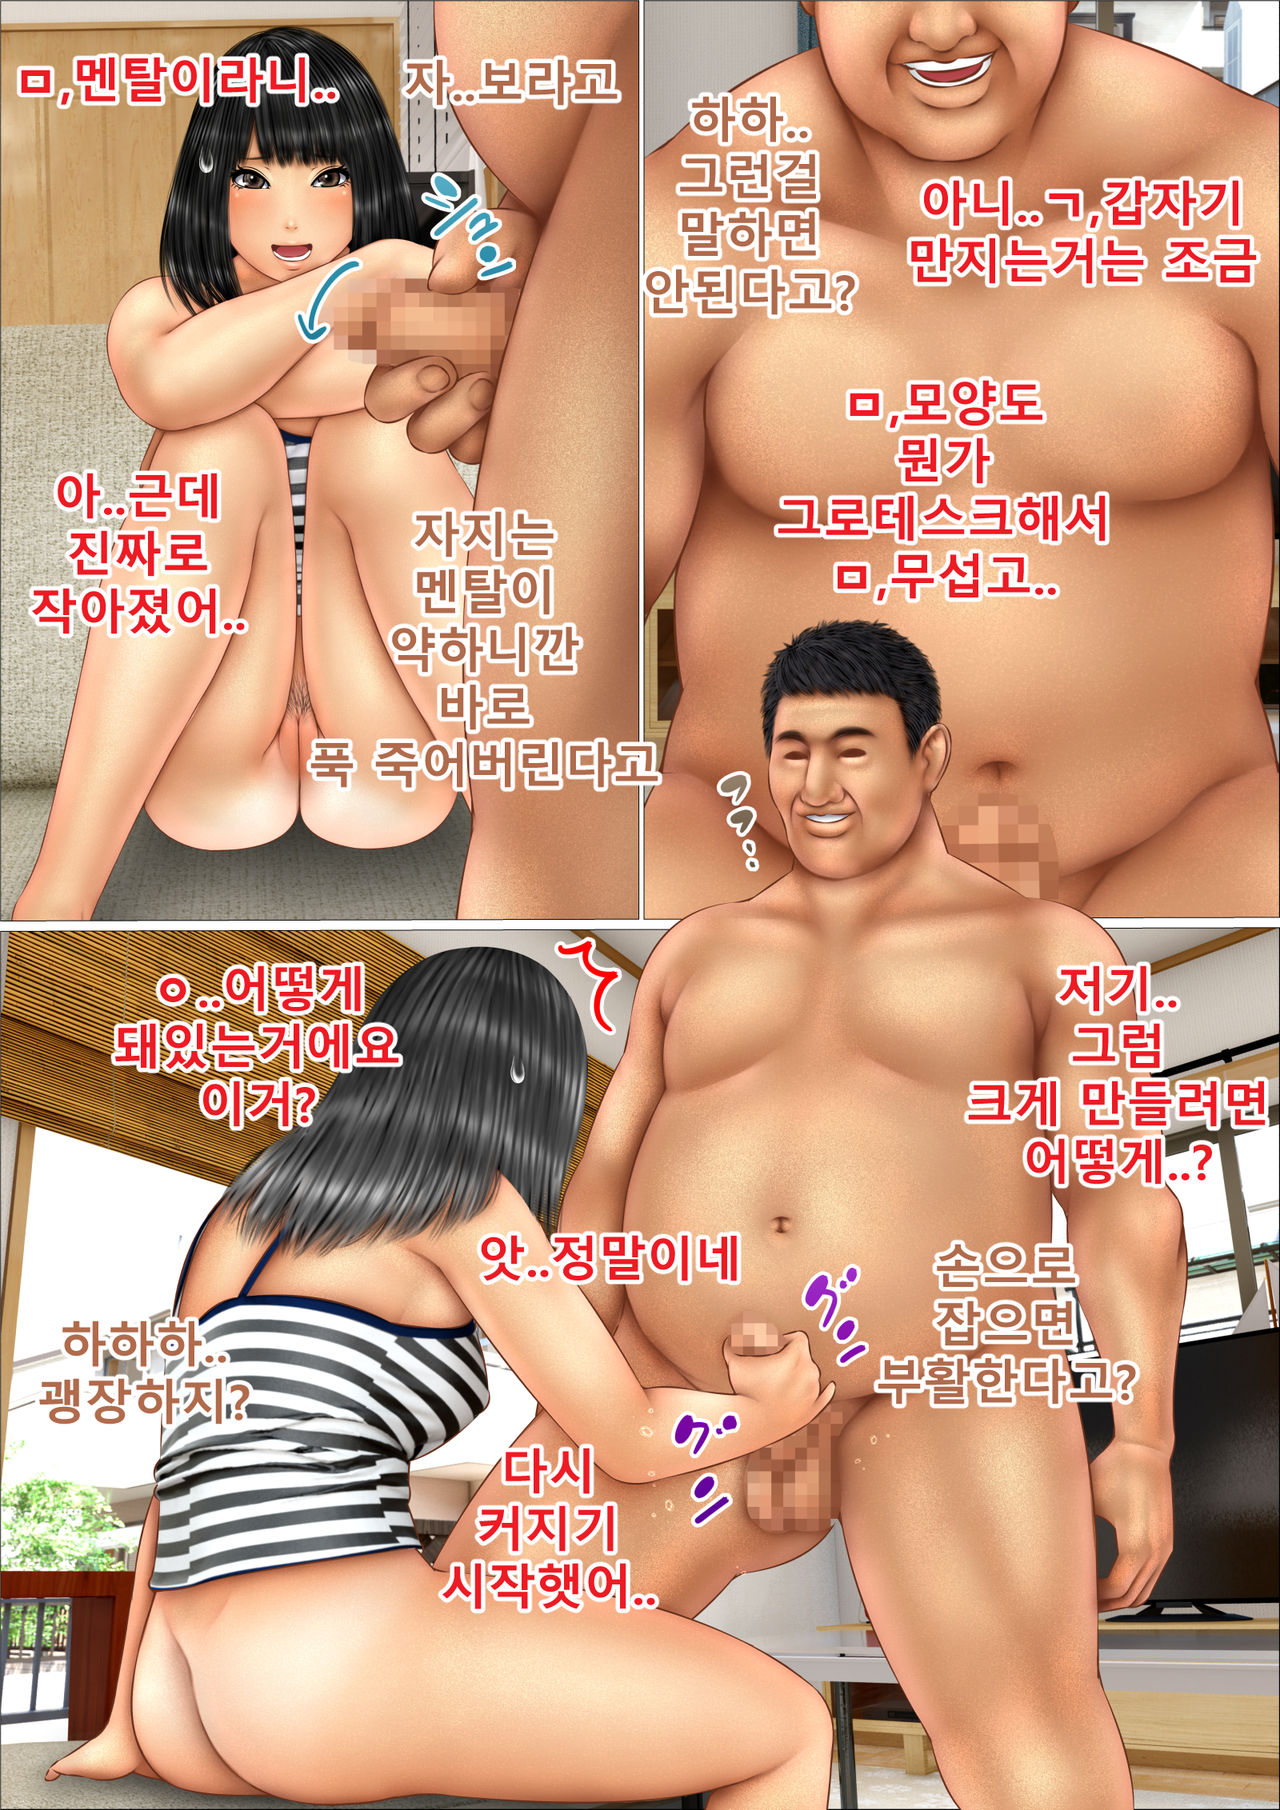 ㅁ,멘탈이라니..
자..보라고
아..근데
진짜로
작아졌어..
자지는
멘탈이
약하니깐
바로
푹 죽어버린다고
하하..
그런걸
말하면
안된다고?
아니..ㄱ,갑자기
만지는거는 조금
ㅁ,모양도
뭔가
그로테스크해서
ㅁ,무섭고..
ㅇ..어떻게
돼있는거에요
이거?
저기..
그럼
크게 만들려면
어떻게..?
앗..정말이네
손으로
잡으면
부활한다고?
하하하..
굉장하지?
다시
커지기
시작햇어..
グッ
グッ